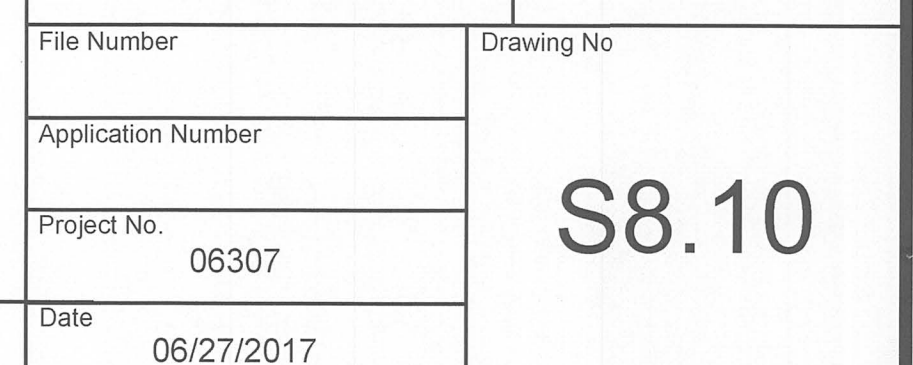 File Number
Application Number
Project No.
06307
Date
06/27/2017
Drawing No
S8.10